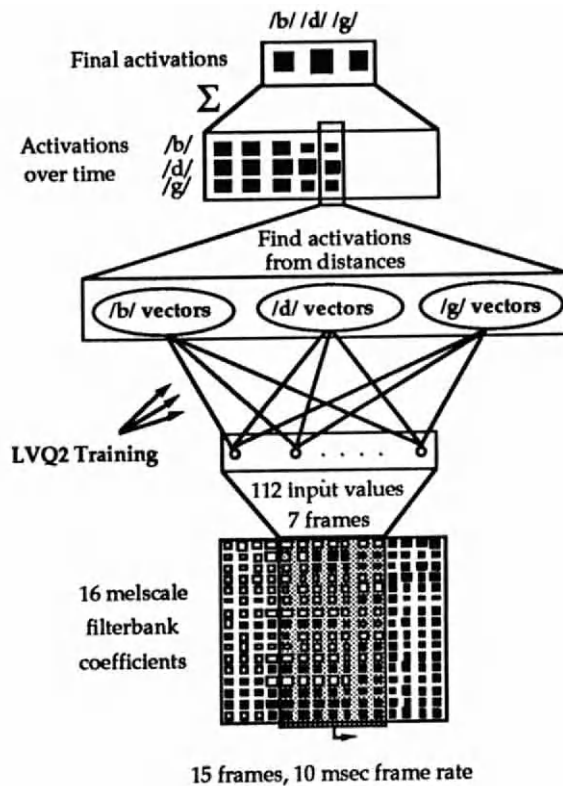 /b/ /d/ /g/
Final activations
Σ
Activations
over time
/b/
/d/
/g/
Find activations
from distances
/b/ vectors
/d/ vectors
/g/ vectors
LVQ2 Training
. . . .
112 input values
7 frames
16 melscale
filterbank
coefficients
15 frames, 10 msec frame rate